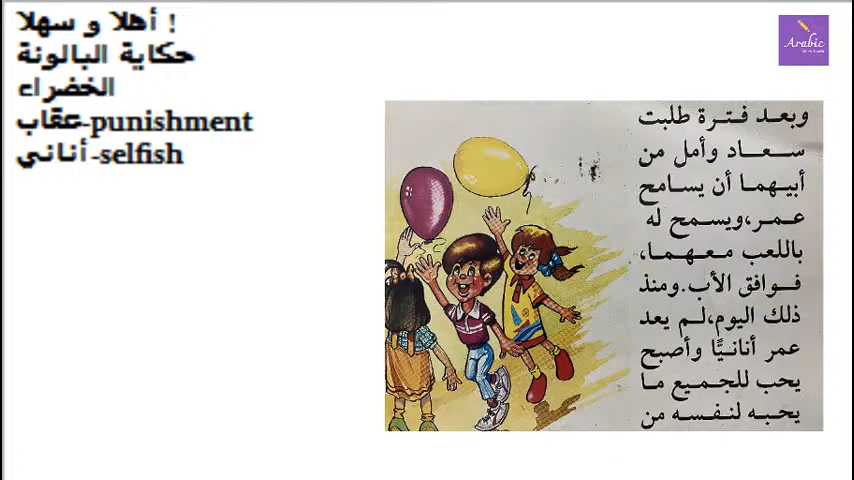 أهلا و سهلا !
حكاية البالونة
الخضراء
عقاب-punishment
أناني-selfish
Arabic
وبعد فترة طلبت
سعاد وأمل من
أبيهما أن يسامح
عمر،ويسمح له
باللعب معهما،
فوافق الأب.ومنذ
ذلك اليوم،لم يعد
عمر أنانيًّا وأصبح
يحب للجميع ما
يحبه لنفسه من